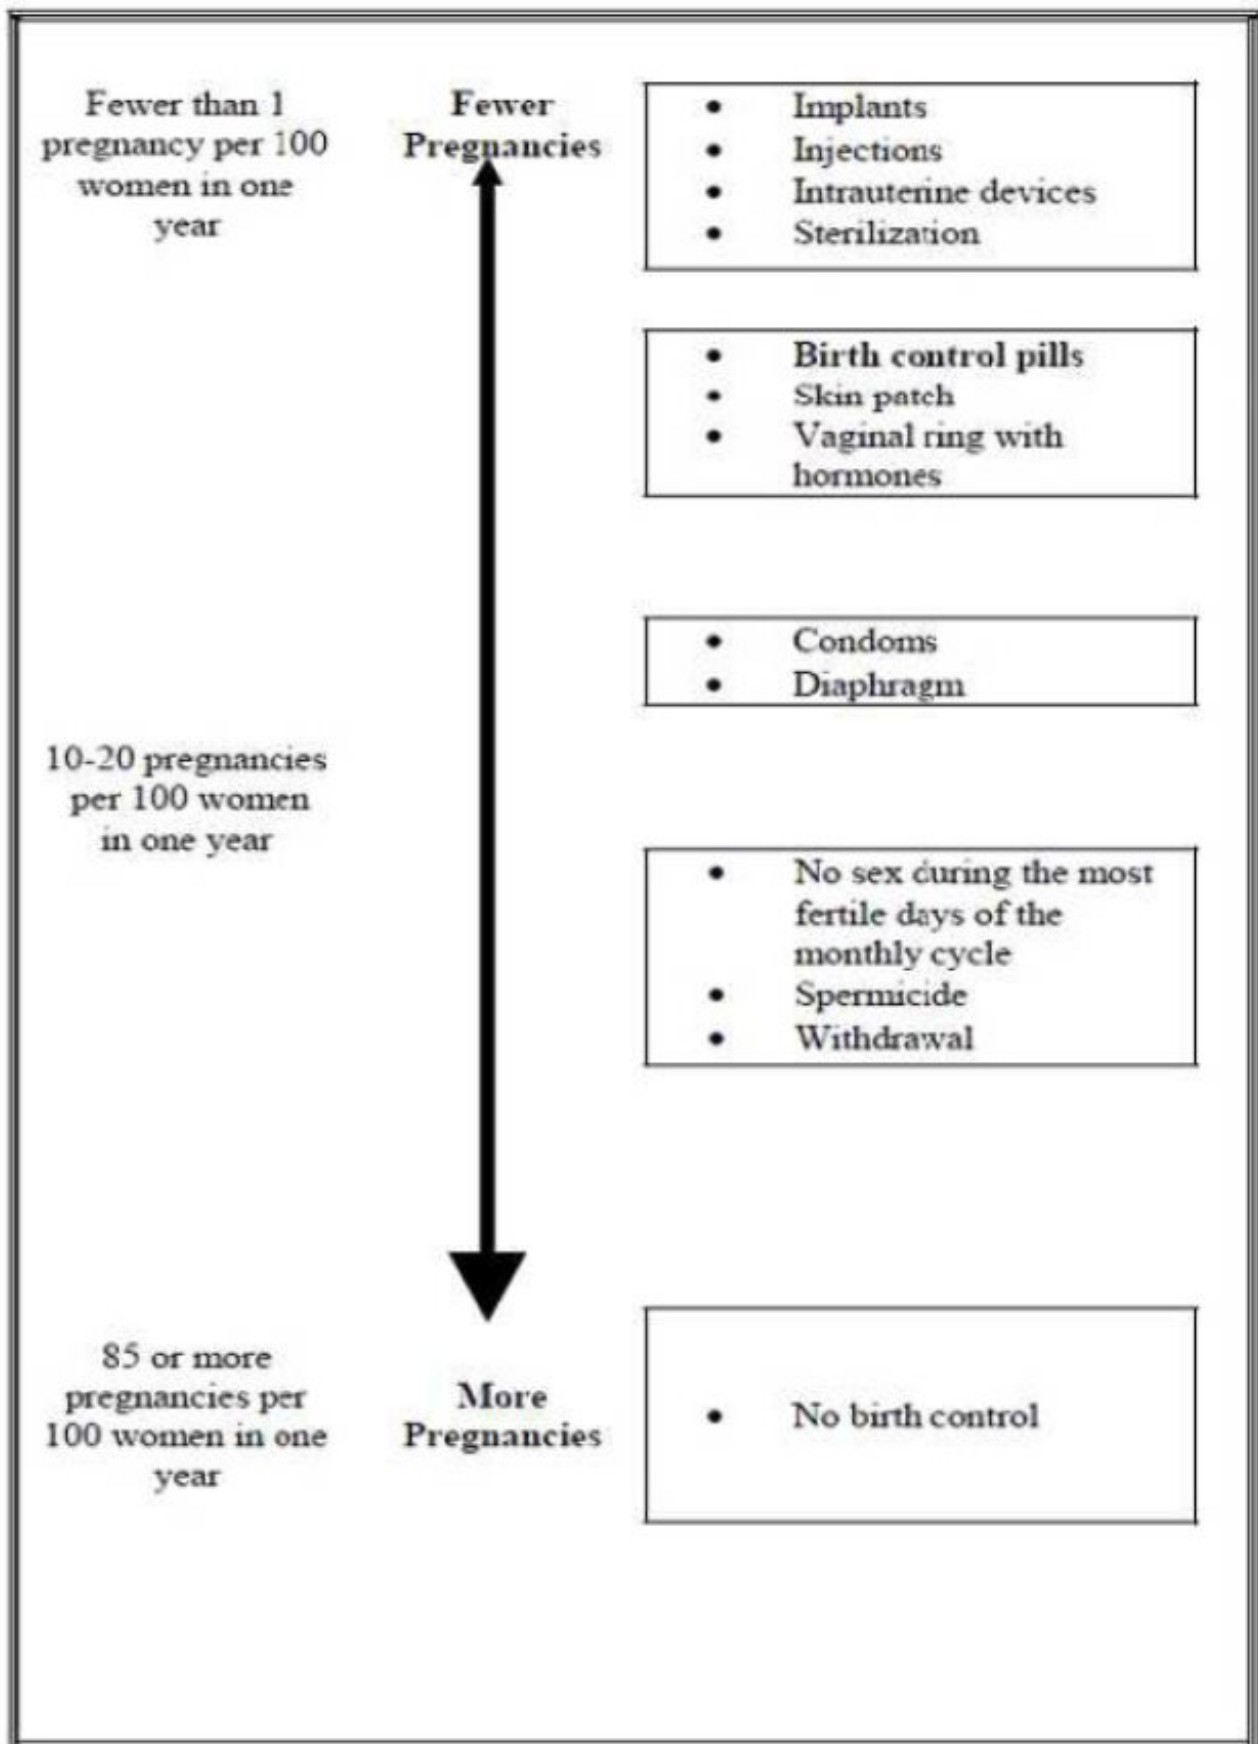 Fewer than 1
pregnancy per 100
women in one
year
Fewer
Pregnancies
• Implants
• Injections
• Intrauterine devices
• Sterilization
• Birth control pills
• Skin patch
• Vaginal ring with
hormones
• Condoms
• Diaphragm
10-20 pregnancies
per 100 women
in one year
• No sex during the most
fertile days of the
monthly cycle
• Spermicide
• Withdrawal
85 or more
pregnancies per
100 women in one
year
More
Pregnancies
• No birth control